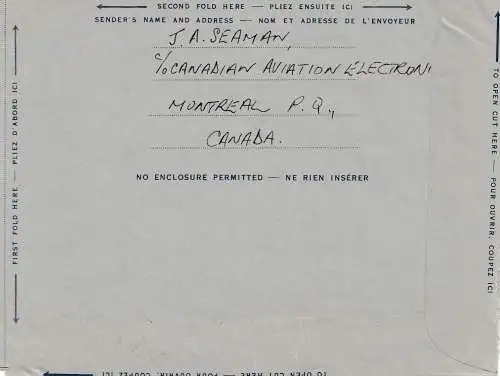 SECOND FOLD HERE — PLIEZ ENSUITE ICI
SENDER'S NAME AND ADDRESS — NOM ET ADRESSE DE L'ENVOYEUR
J. A. SEAMAN,
c/o CANADIAN AVIATION ELECTRONI
MONTREAL P.Q.,
CANADA.
NO ENCLOSURE PERMITTED — NE RIEN INSÉRER
FIRST FOLD HERE — PLIEZ D'ABORD ICI
TO OPEN CUT HERE — POUR OUVRIR, COUPEZ ICI
TO OPEN CUT HERE — POUR OUVRIR, COUPEZ ICI